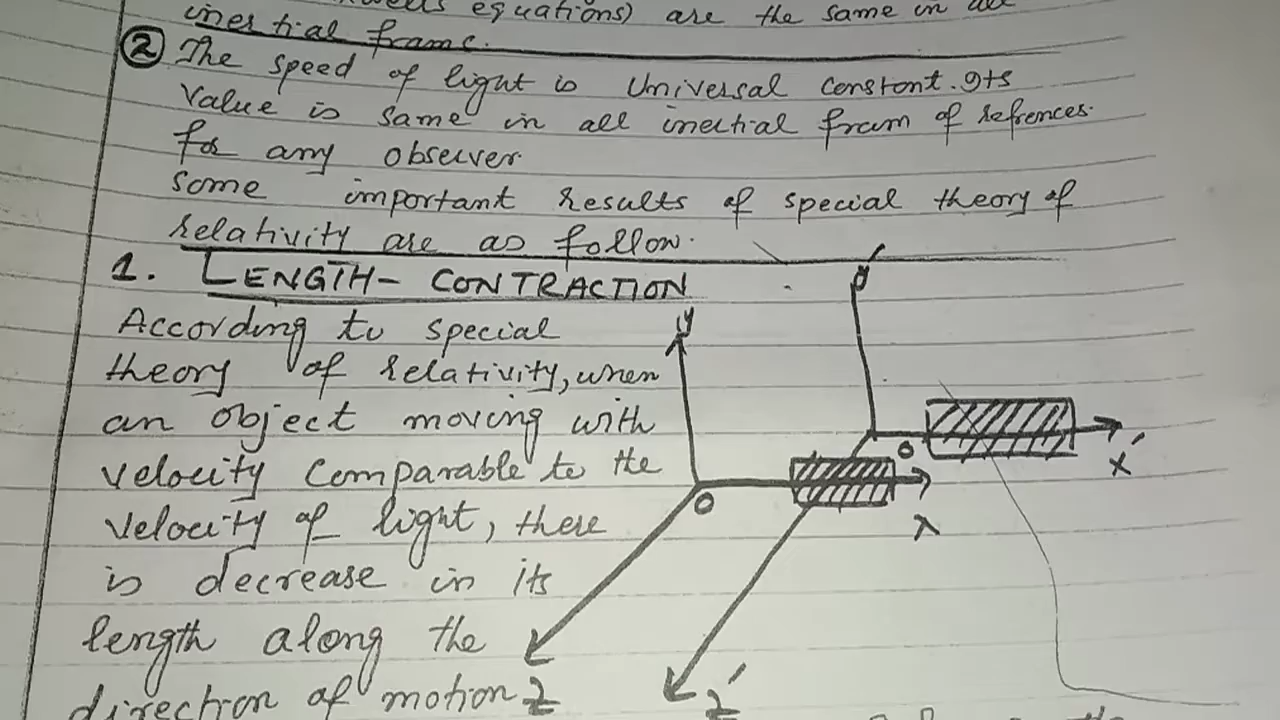 equations) are the same in all
inertial frame.
② The speed of light is Universal constant. Its
Value is same in all inertial fram of refrences.
for any observer.
some important results of special theory of
relativity are as follow.
1. LENGTH- CONTRACTION
According to special
theory of relativity, when
an object moving with
velocity comparable to the
velocity of light, there
is decrease in its
length along the
direction of motion
y
y'
o
o
x
x'
z
z'